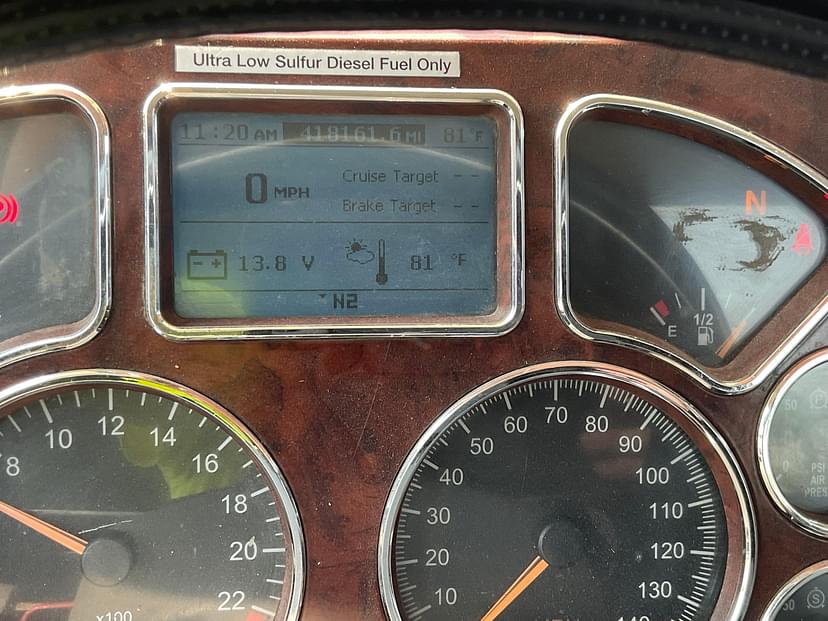 Ultra Low Sulfur Diesel Fuel Only
11:20 AM 418161.6 MI 81°F
0 MPH
Cruise Target --
Brake Target --
13.8 V
81 °F
N2
N
E 1/2
8 10 12 14 16 18 20 22
x100
10 20 30 40 50 60 70 80 90 100 110 120 130 140
PSI
AIR